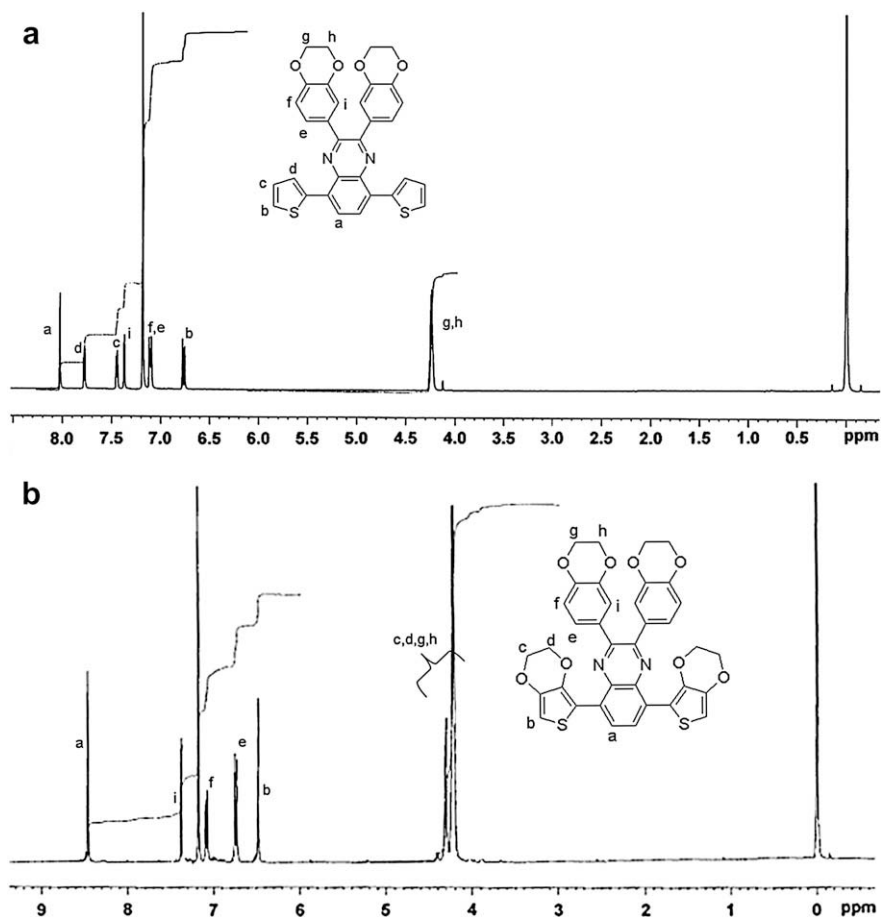 a
g h
O O O O
f i
e
N N
d
c
b S S
a
a d c i f,e b g,h
8.0 7.5 7.0 6.5 6.0 5.5 5.0 4.5 4.0 3.5 3.0 2.5 2.0 1.5 1.0 0.5 ppm
b
g h
O O O O
f i
e
c,d,g,h
c d O N N O
O O
b S S
a
a i f e b
9 8 7 6 5 4 3 2 1 0 ppm